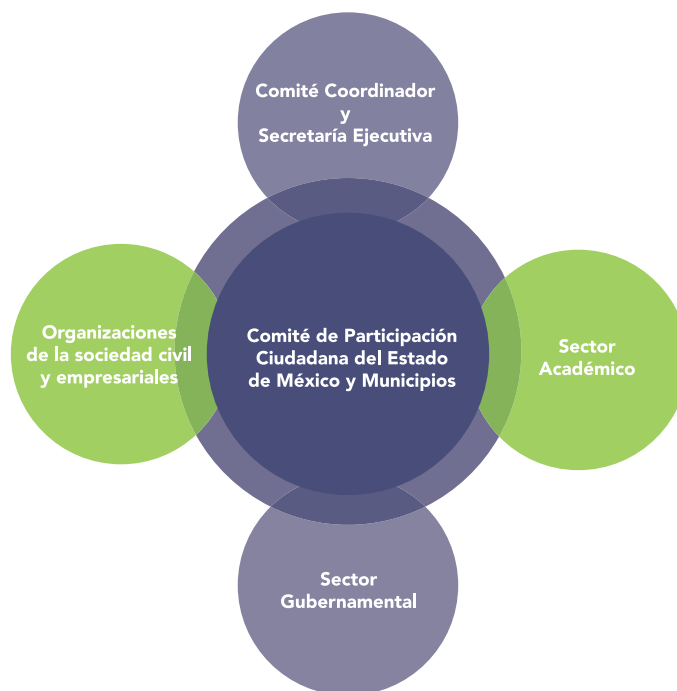 Comité Coordinador
y
Secretaría Ejecutiva
Organizaciones
de la sociedad civil
y empresariales
Comité de Participación
Ciudadana del Estado
de México y Municipios
Sector
Académico
Sector
Gubernamental